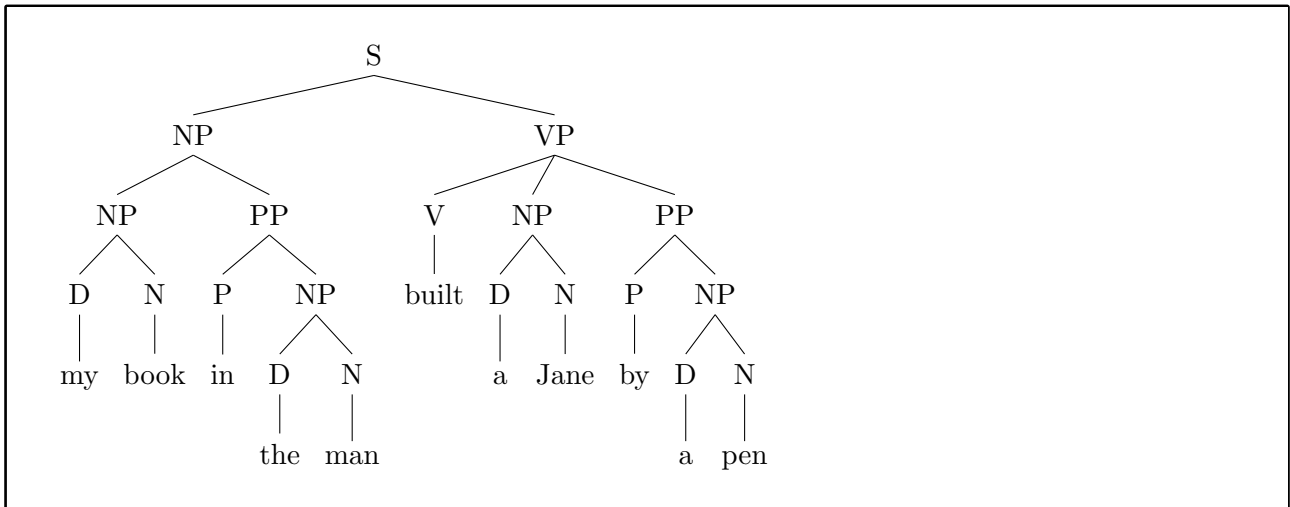 S
NP VP
NP PP V NP PP
D N P NP built D N P NP
my book in D N a Jane by D N
the man a pen